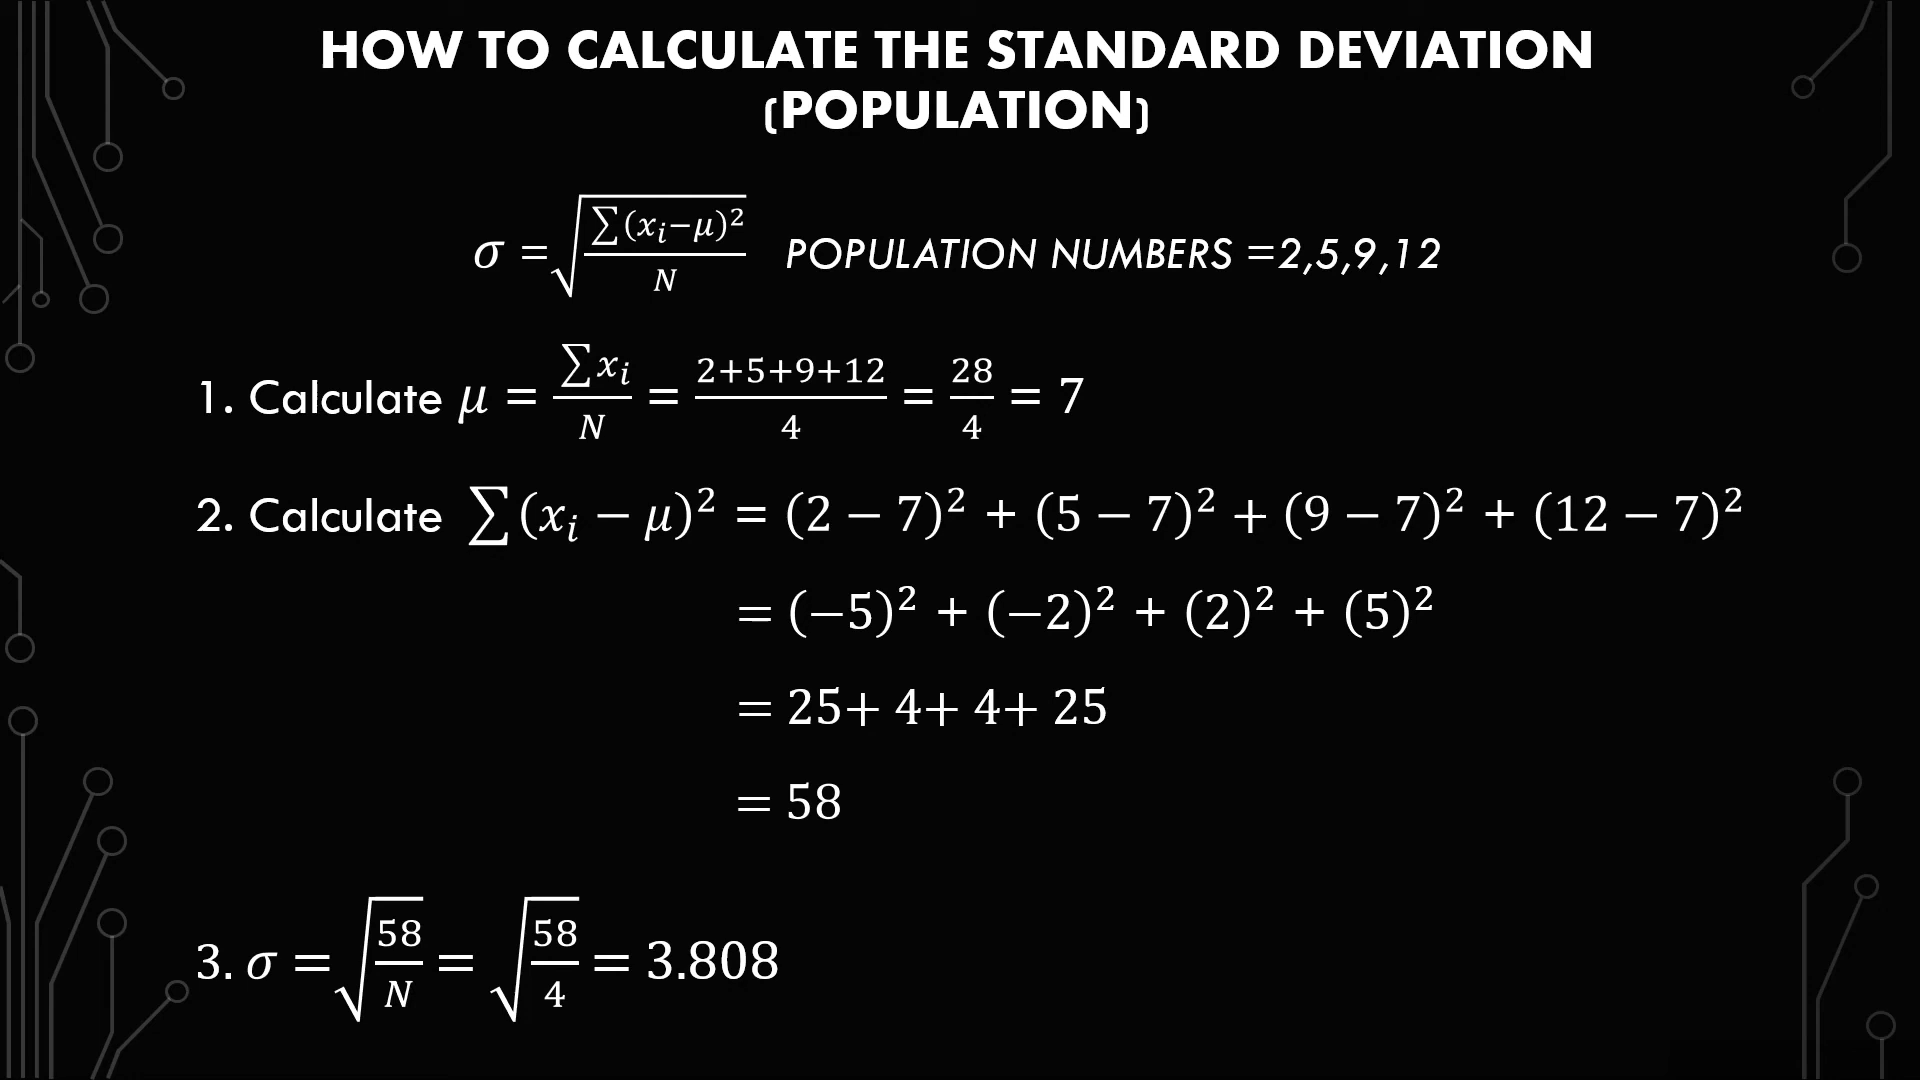 HOW TO CALCULATE THE STANDARD DEVIATION
(POPULATION)
σ = √(∑(xᵢ−μ)²/N) POPULATION NUMBERS =2,5,9,12
1. Calculate μ = ∑xᵢ/N = 2+5+9+12/4 = 28/4 = 7
2. Calculate ∑(xᵢ − μ)² = (2 − 7)² + (5 − 7)² + (9 − 7)² + (12 − 7)²
= (−5)² + (−2)² + (2)² + (5)²
= 25+ 4+ 4+ 25
= 58
3. σ = √(58/N) = √(58/4) = 3.808